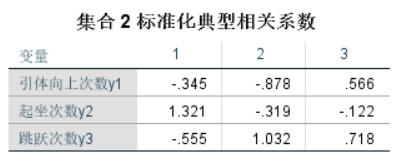 集合 2 标准化典型相关系数
变量 1 2 3
引体向上次数y1 -.345 -.878 .566
起坐次数y2 1.321 -.319 -.122
跳跃次数y3 -.555 1.032 .718